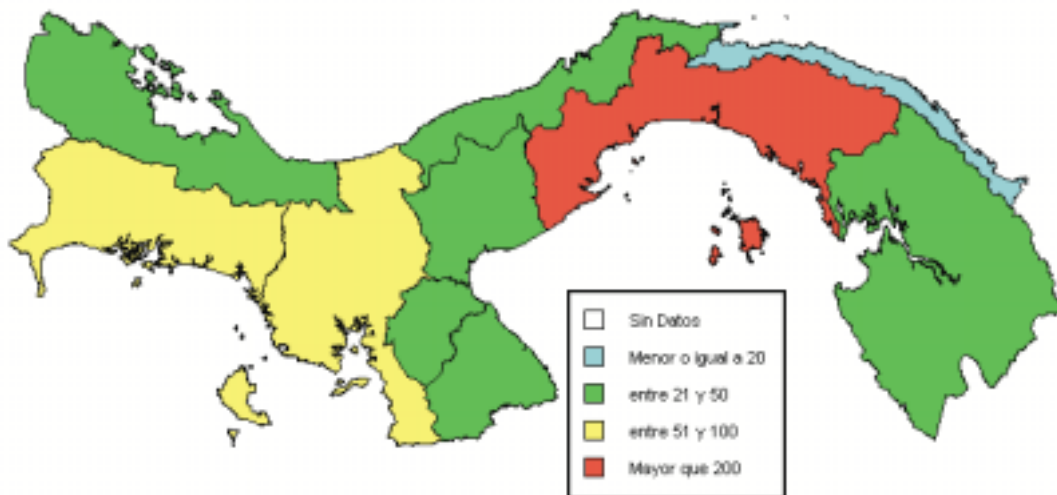 Sin Datos
Menor o igual a 20
entre 21 y 50
entre 51 y 100
Mayor que 200